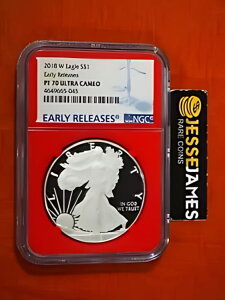 2018 W Eagle S$1
Early Releases
PF 70 ULTRA CAMEO
4649665-045
EARLY RELEASES
NGC
LIBERTY
IN GOD
WE TRUST
JESSE JAMES
RARE COINS